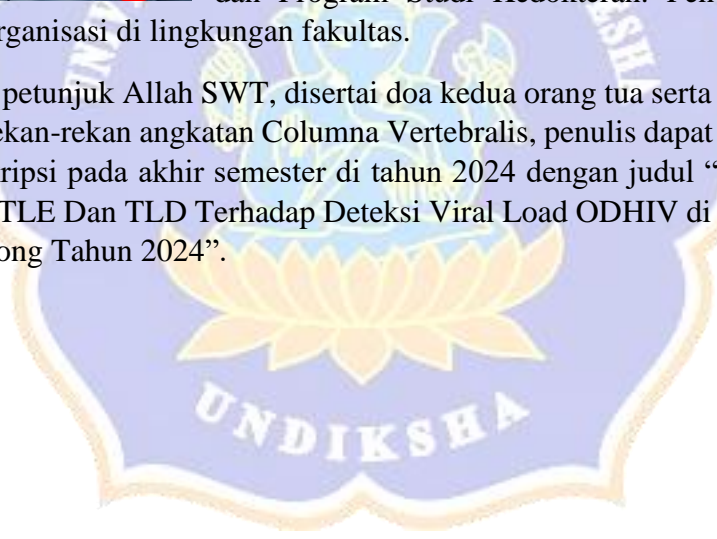 dan Program Studi Kedokteran.
rganisasi di lingkungan fakultas.
petunjuk Allah SWT, disertai doa kedua orang tua serta
ekan-rekan angkatan Columna Vertebralis, penulis dapat
ripsi pada akhir semester di tahun 2024 dengan judul “
TLE Dan TLD Terhadap Deteksi Viral Load ODHIV di
ong Tahun 2024”.
UNDIKSHA